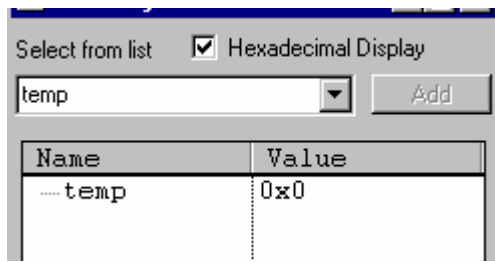 Select from list Hexadecimal Display
temp Add
Name Value
temp 0x0